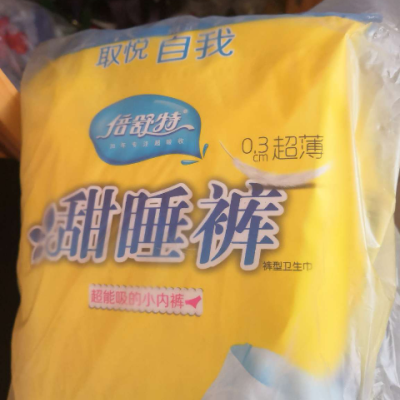 取悦 自我
倍舒特
0.3cm超薄
甜睡裤
裤型卫生巾
超能吸的小内裤